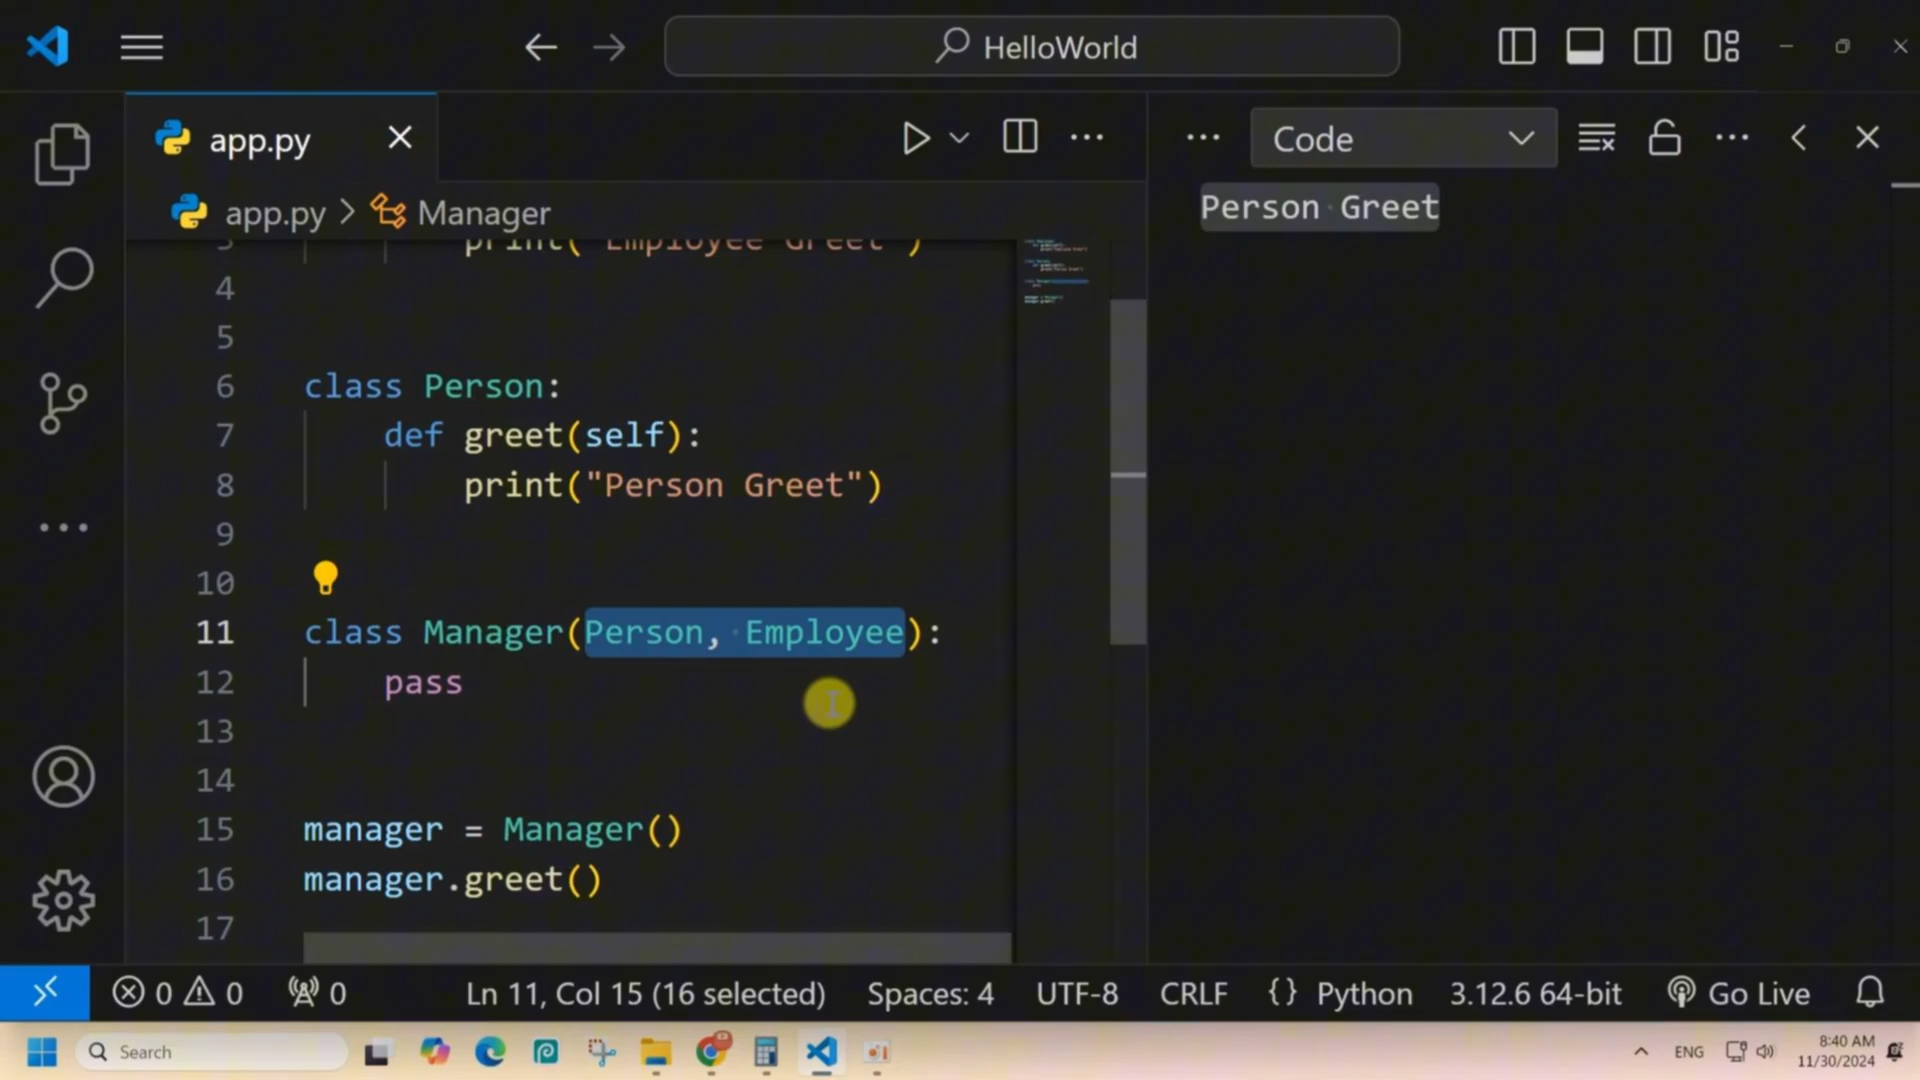 HelloWorld
app.py
Code
app.py > Manager
Person Greet
3 print("Employee Greet")
4
5
6 class Person:
7 def greet(self):
8 print("Person Greet")
9
10
11 class Manager(Person, Employee):
12 pass
13
14
15 manager = Manager()
16 manager.greet()
17
0 0 0 Ln 11, Col 15 (16 selected) Spaces: 4 UTF-8 CRLF {} Python 3.12.6 64-bit Go Live
Search ENG 8:40 AM
11/30/2024